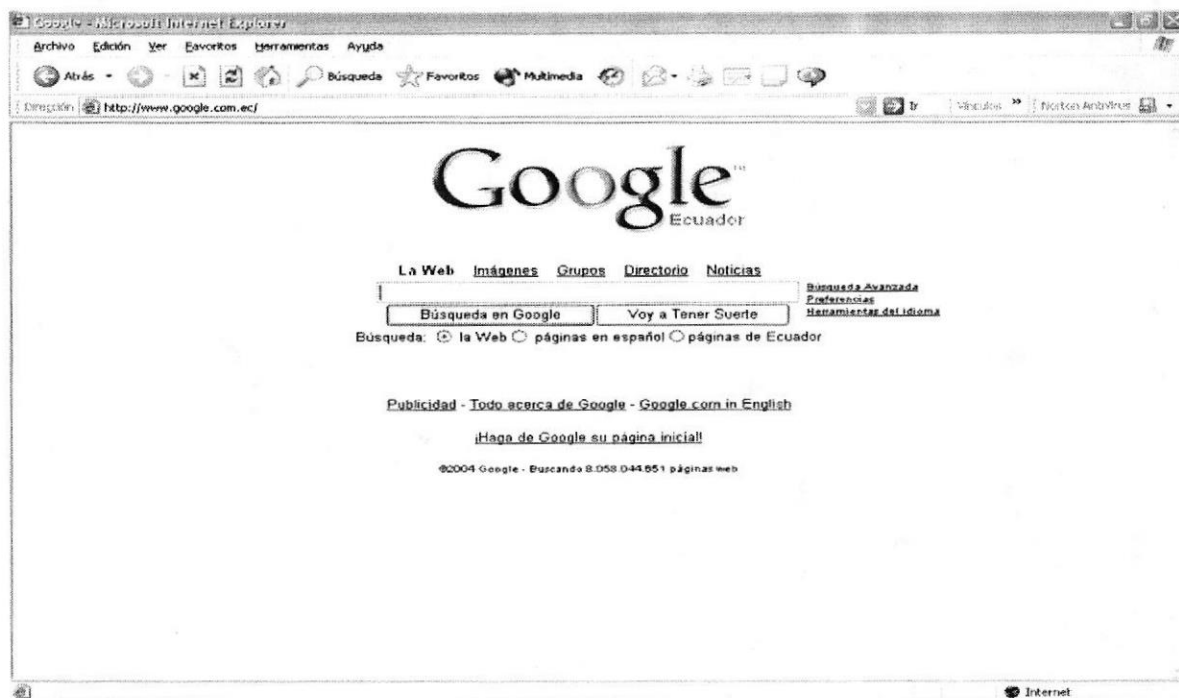 Google - Microsoft Internet Explorer
Archivo Edición Ver Favoritos Herramientas Ayuda
Atrás Búsqueda Favoritos Multimedia
Dirección http://www.google.com.ec/ Ir Vínculos » Norton AntiVirus
Google™
Ecuador
La Web Imágenes Grupos Directorio Noticias
Búsqueda Avanzada
Preferencias
Herramientas del idioma
Búsqueda en Google Voy a Tener Suerte
Búsqueda: la Web páginas en español páginas de Ecuador
Publicidad - Todo acerca de Google - Google.com in English
¡Haga de Google su página inicial!
©2004 Google - Buscando 8.058.044.651 páginas web
Internet